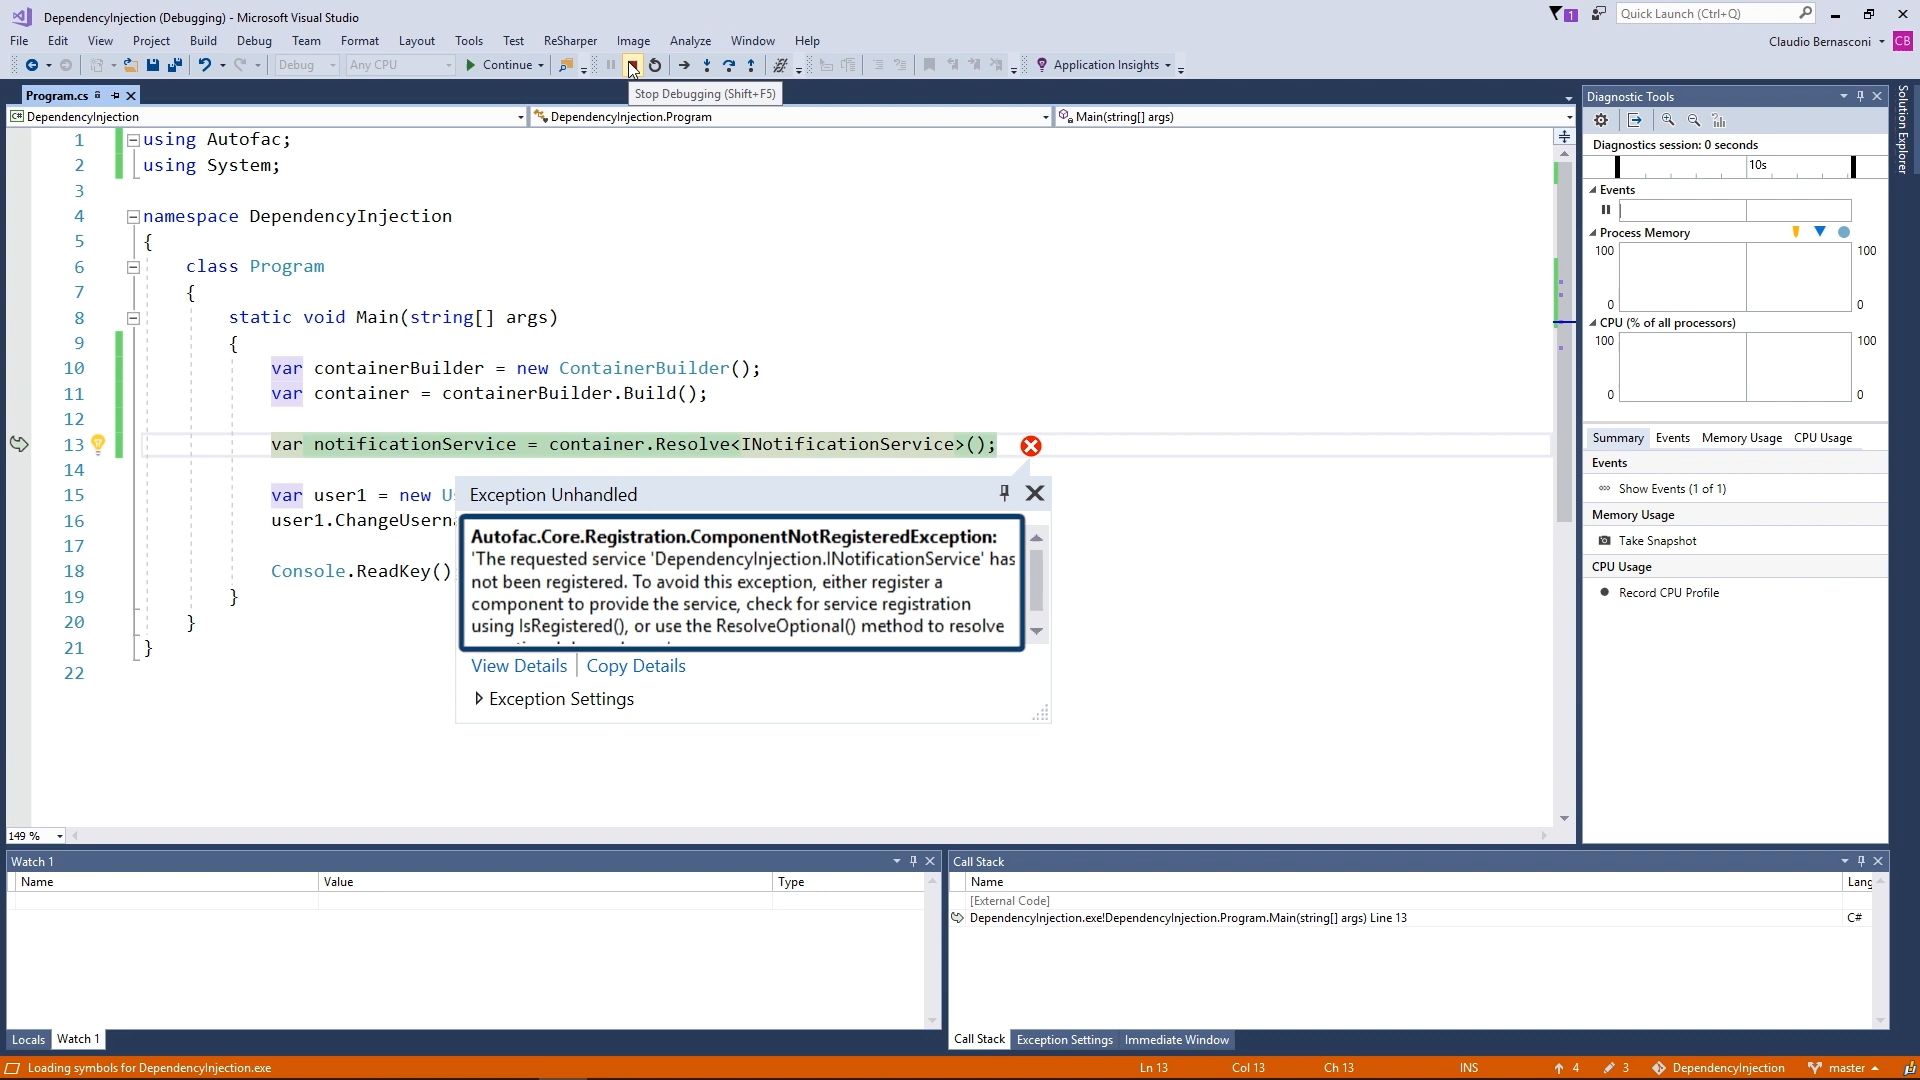 DependencyInjection (Debugging) - Microsoft Visual Studio
1
Quick Launch (Ctrl+Q)
File Edit View Project Build Debug Team Format Layout Tools Test ReSharper Image Analyze Window Help
Claudio Bernasconi CB
Debug Any CPU Continue Application Insights
Stop Debugging (Shift+F5)
Program.cs
C# DependencyInjection DependencyInjection.Program Main(string[] args)
1 using Autofac;
2 using System;
3
4 namespace DependencyInjection
5 {
6 class Program
7 {
8 static void Main(string[] args)
9 {
10 var containerBuilder = new ContainerBuilder();
11 var container = containerBuilder.Build();
12
13 var notificationService = container.Resolve<INotificationService>();
14
15 var user1 = new
16 user1.ChangeUsern
17
18 Console.ReadKey()
19 }
20 }
21 }
22
Exception Unhandled
Autofac.Core.Registration.ComponentNotRegisteredException:
'The requested service 'DependencyInjection.INotificationService' has
not been registered. To avoid this exception, either register a
component to provide the service, check for service registration
using IsRegistered(), or use the ResolveOptional() method to resolve
View Details Copy Details
Exception Settings
149 %
Diagnostic Tools
Diagnostics session: 0 seconds
10s
Events
Process Memory
100 100
0 0
CPU (% of all processors)
100 100
0 0
Summary Events Memory Usage CPU Usage
Events
Show Events (1 of 1)
Memory Usage
Take Snapshot
CPU Usage
Record CPU Profile
Solution Explorer
Watch 1
Name Value Type
Locals Watch 1
Call Stack
Name Lang
[External Code]
DependencyInjection.exe!DependencyInjection.Program.Main(string[] args) Line 13 C#
Call Stack Exception Settings Immediate Window
Loading symbols for DependencyInjection.exe Ln 13 Col 13 Ch 13 INS 4 3 DependencyInjection master